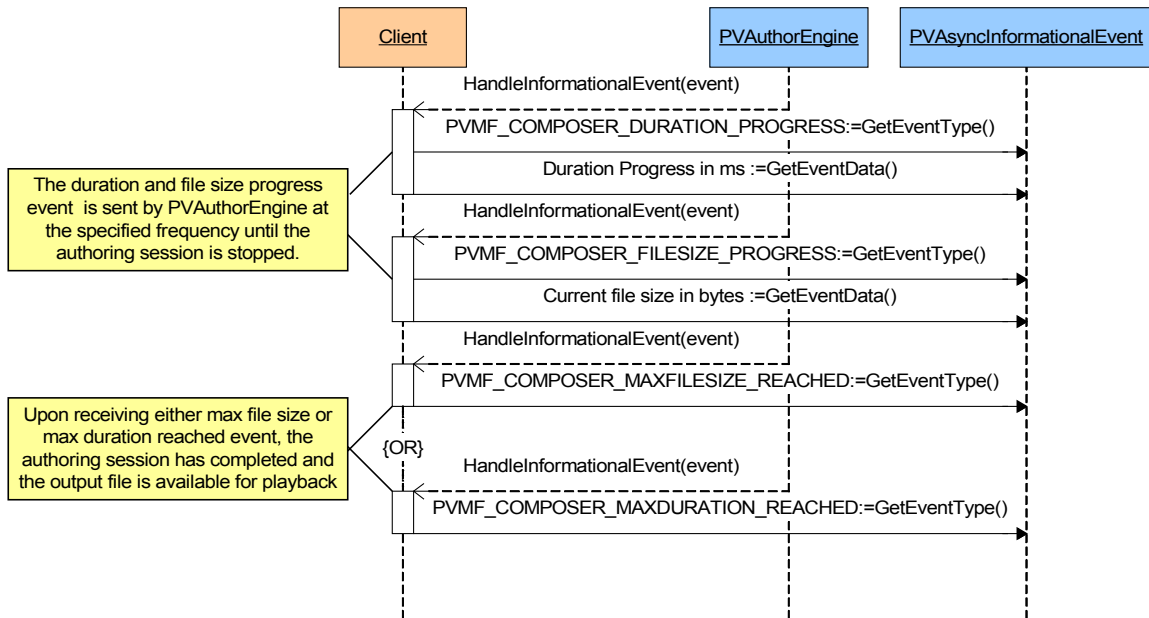 Client
PVAuthorEngine
PVAsyncInformationalEvent
HandleInformationalEvent(event)
PVMF_COMPOSER_DURATION_PROGRESS:=GetEventType()
Duration Progress in ms :=GetEventData()
The duration and file size progress
event is sent by PVAuthorEngine at
the specified frequency until the
authoring session is stopped.
HandleInformationalEvent(event)
PVMF_COMPOSER_FILESIZE_PROGRESS:=GetEventType()
Current file size in bytes :=GetEventData()
HandleInformationalEvent(event)
PVMF_COMPOSER_MAXFILESIZE_REACHED:=GetEventType()
Upon receiving either max file size or
max duration reached event, the
authoring session has completed and
the output file is available for playback
{OR}
HandleInformationalEvent(event)
PVMF_COMPOSER_MAXDURATION_REACHED:=GetEventType()